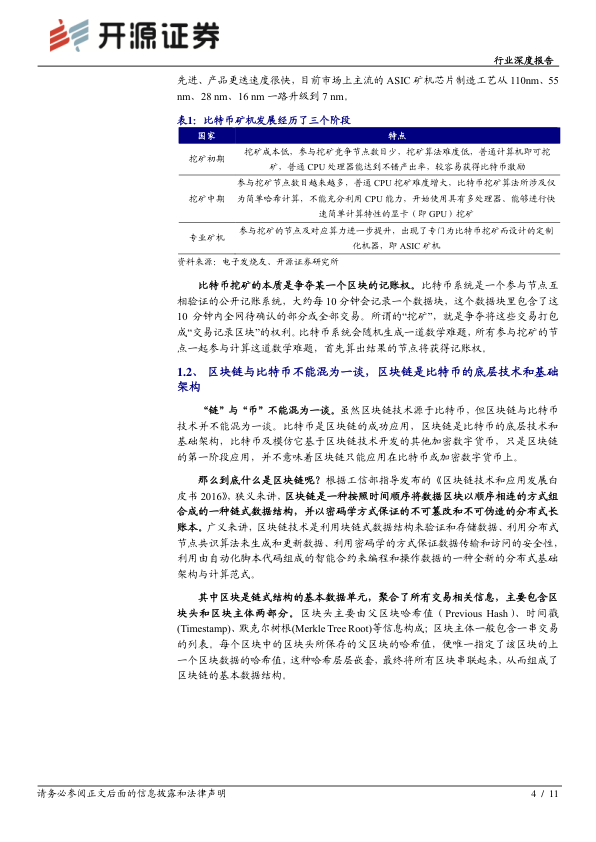 开源证券
行业深度报告
先进、产品更迭速度很快，目前市场上主流的 ASIC 矿机芯片制造工艺从 110nm、55
nm、28 nm、16 nm 一路升级到 7 nm。
表1：比特币矿机发展经历了三个阶段
国家 特点
挖矿初期 挖矿成本低、参与挖矿竞争节点数目少、挖矿算法难度低，普通计算机即可挖
矿，普通 CPU 处理器能达到不错产出率，较容易获得比特币激励
参与挖矿节点数目越来越多，普通 CPU 挖矿难度增大，比特币挖矿算法所涉及仅
挖矿中期 为简单哈希计算，不能充分利用 CPU 能力，开始使用具有多处理器、能够进行快
速简单计算特性的显卡（即 GPU）挖矿
专业矿机 参与挖矿的节点及对应算力进一步提升，出现了专门为比特币挖矿而设计的定制
化机器，即 ASIC 矿机
资料来源：电子发烧友、开源证券研究所
比特币挖矿的本质是争夺某一个区块的记账权。比特币系统是一个参与节点互
相验证的公开记账系统，大约每 10 分钟会记录一个数据块，这个数据块里包含了这
10 分钟内全网待确认的部分或全部交易。所谓的“挖矿”，就是争夺将这些交易打包
成“交易记录区块”的权利。比特币系统会随机生成一道数学难题，所有参与挖矿的节
点一起参与计算这道数学难题，首先算出结果的节点将获得记账权。
1.2、 区块链与比特币不能混为一谈，区块链是比特币的底层技术和基础
架构
“链”与“币”不能混为一谈。虽然区块链技术源于比特币，但区块链与比特币
技术并不能混为一谈。比特币是区块链的成功应用，区块链是比特币的底层技术和
基础架构，比特币及模仿它基于区块链技术开发的其他加密数字货币，只是区块链
的第一阶段应用，并不意味着区块链只能应用在比特币或加密数字货币上。
那么到底什么是区块链呢？根据工信部指导发布的《区块链技术和应用发展白
皮书 2016》，狭义来讲，区块链是一种按照时间顺序将数据区块以顺序相连的方式组
合成的一种链式数据结构，并以密码学方式保证的不可篡改和不可伪造的分布式长
账本。广义来讲，区块链技术是利用块链式数据结构来验证和存储数据、利用分布式
节点共识算法来生成和更新数据、利用密码学的方式保证数据传输和访问的安全性，
利用由自动化脚本代码组成的智能合约来编程和操作数据的一种全新的分布式基础
架构与计算范式。
其中区块是链式结构的基本数据单元，聚合了所有交易相关信息，主要包含区
块头和区块主体两部分。区块头主要由父区块哈希值（Previous Hash）、时间戳
(Timestamp)、默克尔树根(Merkle Tree Root)等信息构成；区块主体一般包含一串交易
的列表。每个区块中的区块头所保存的父区块的哈希值，便唯一指定了该区块的上
一个区块数据的哈希值，这种哈希层层嵌套，最终将所有区块串联起来，从而组成了
区块链的基本数据结构。
请务必参阅正文后面的信息披露和法律声明 4 / 11